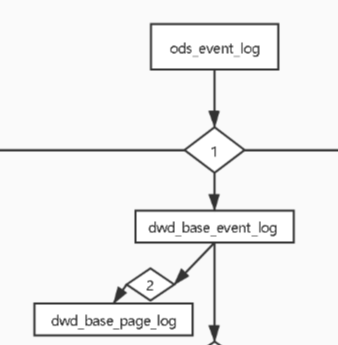 ods_event_log
1
dwd_base_event_log
2
dwd_base_page_log